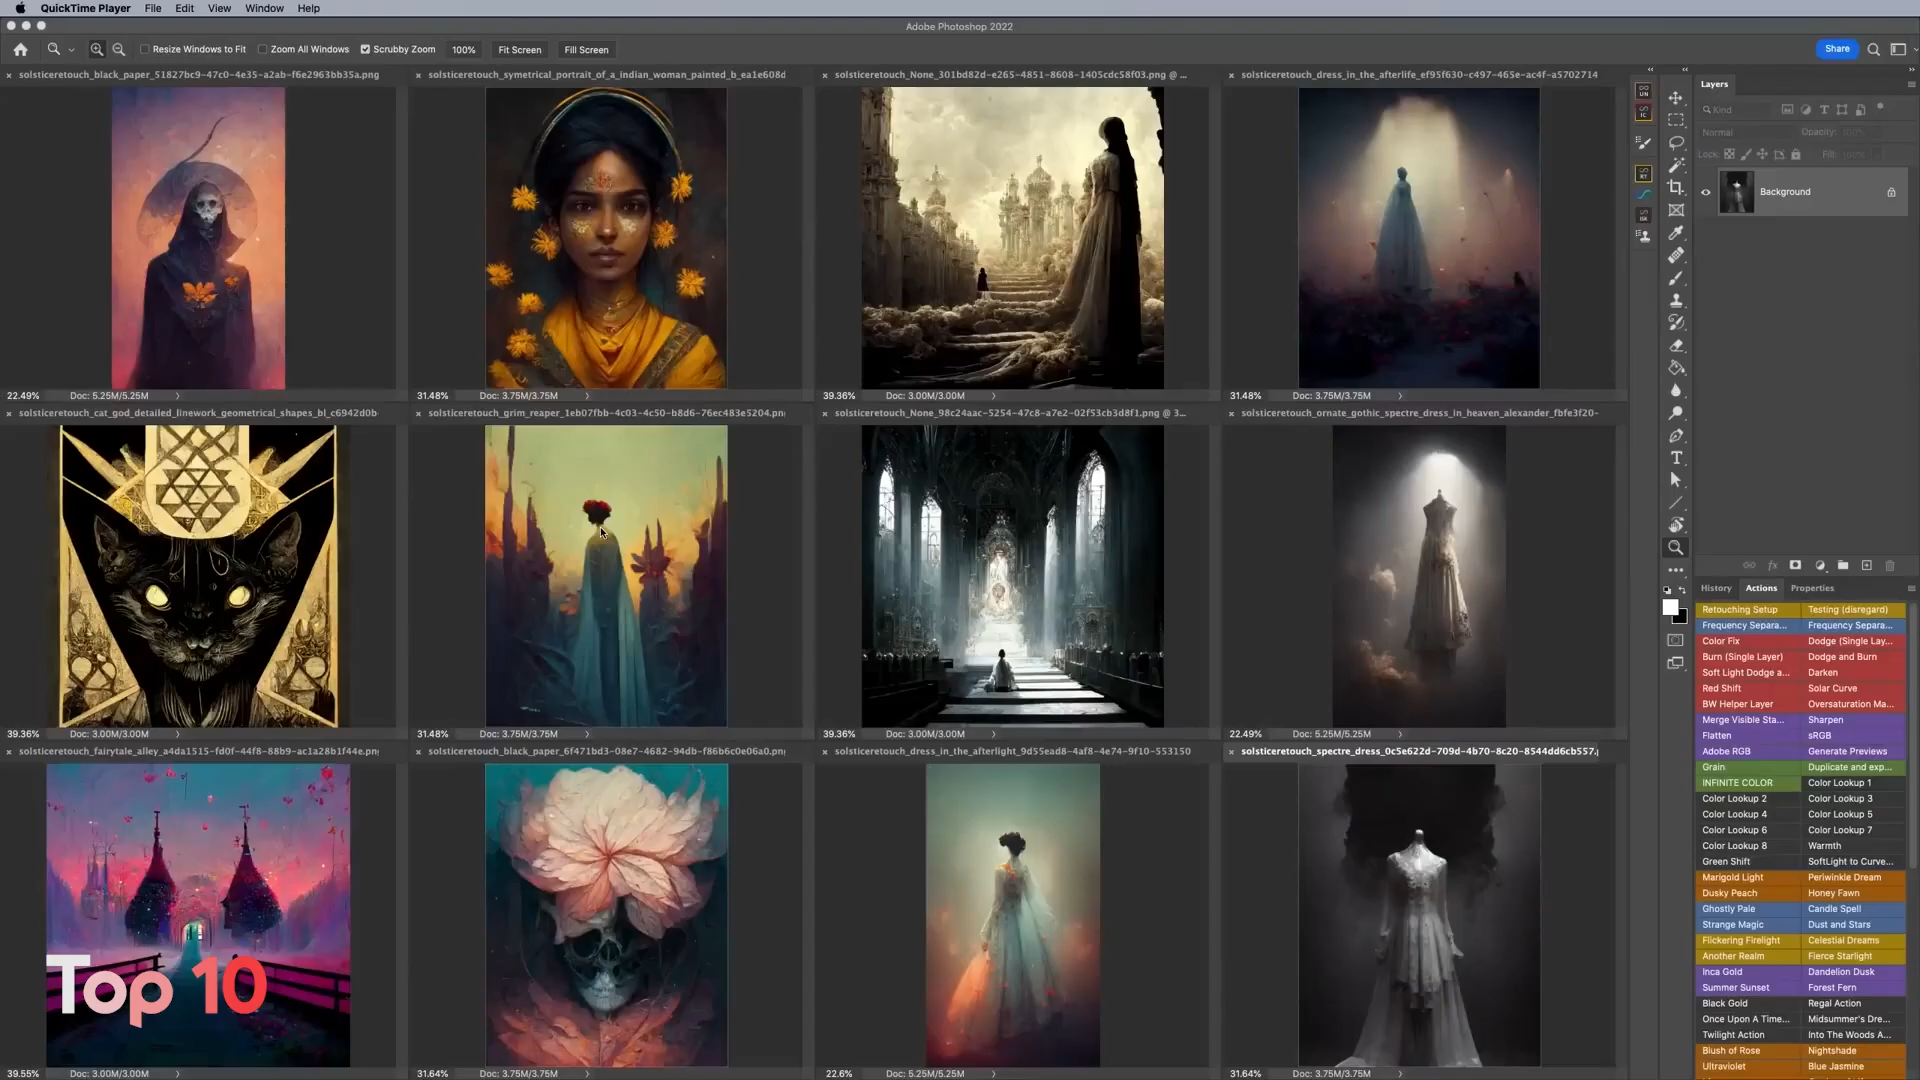 QuickTime Player File Edit View Window Help
Adobe Photoshop 2022
Resize Windows to Fit Zoom All Windows Scrubby Zoom 100% Fit Screen Fill Screen Share
solsticeretouch_black_paper_51827bc9-47c0-4e35-a2ab-f6e2963bb35a.png
solsticeretouch_symetrical_portrait_of_a_indian_woman_painted_b_ea1e608d
solsticeretouch_None_301bd82d-e265-4851-8608-1405cdc58f03.png @ ...
solsticeretouch_dress_in_the_afterlife_ef95f630-c497-465e-ac4f-a5702714
22.49% Doc: 5.25M/5.25M
31.48% Doc: 3.75M/3.75M
39.36% Doc: 3.00M/3.00M
31.48% Doc: 3.75M/3.75M
solsticeretouch_cat_god_detailed_linework_geometrical_shapes_bl_c6942d0b-
solsticeretouch_grim_reaper_1eb07fbb-4c03-4c50-b8d6-76ec483e5204.png
solsticeretouch_None_98c24aac-5254-47c8-a7e2-02f53cb3d8f1.png @ 3...
solsticeretouch_ornate_gothic_spectre_dress_in_heaven_alexander_fbfe3f20-
39.36% Doc: 3.00M/3.00M
31.48% Doc: 3.75M/3.75M
39.36% Doc: 3.00M/3.00M
22.49% Doc: 5.25M/5.25M
solsticeretouch_fairytale_alley_a4da1515-fd0f-44f8-88b9-ac1a28b1f44e.png
solsticeretouch_black_paper_6f471bd3-08e7-4682-94db-f86b6c0e06a0.png
solsticeretouch_dress_in_the_afterlight_9d55ead8-4af8-4e74-9f10-553150
solsticeretouch_spectre_dress_0c5e622d-709d-4b70-8c20-8544dd6cb557.p
Top 10
39.55% Doc: 3.00M/3.00M
31.64% Doc: 3.75M/3.75M
22.6% Doc: 5.25M/5.25M
31.64% Doc: 3.75M/3.75M
Layers
Kind
Normal Opacity: 100%
Lock: Fill: 100%
Background
History Actions Properties
Retouching Setup Testing (disregard)
Frequency Separa... Frequency Separa...
Color Fix Dodge (Single Lay...
Burn (Single Layer) Dodge and Burn
Soft Light Dodge a... Darken
Red Shift Solar Curve
BW Helper Layer Oversaturation Ma...
Merge Visible Sta... Sharpen
Flatten sRGB
Adobe RGB Generate Previews
Grain Duplicate and exp...
INFINITE COLOR Color Lookup 1
Color Lookup 2 Color Lookup 3
Color Lookup 4 Color Lookup 5
Color Lookup 6 Color Lookup 7
Color Lookup 8 Warmth
Green Shift SoftLight to Curve...
Marigold Light Periwinkle Dream
Dusky Peach Honey Fawn
Ghostly Pale Candle Spell
Strange Magic Dust and Stars
Flickering Firelight Celestial Dreams
Another Realm Fierce Starlight
Inca Gold Dandelion Dusk
Summer Sunset Forest Fern
Black Gold Regal Action
Once Upon A Time... Midsummer's Dre...
Twilight Action Into The Woods A...
Blush of Rose Nightshade
Ultraviolet Blue Jasmine